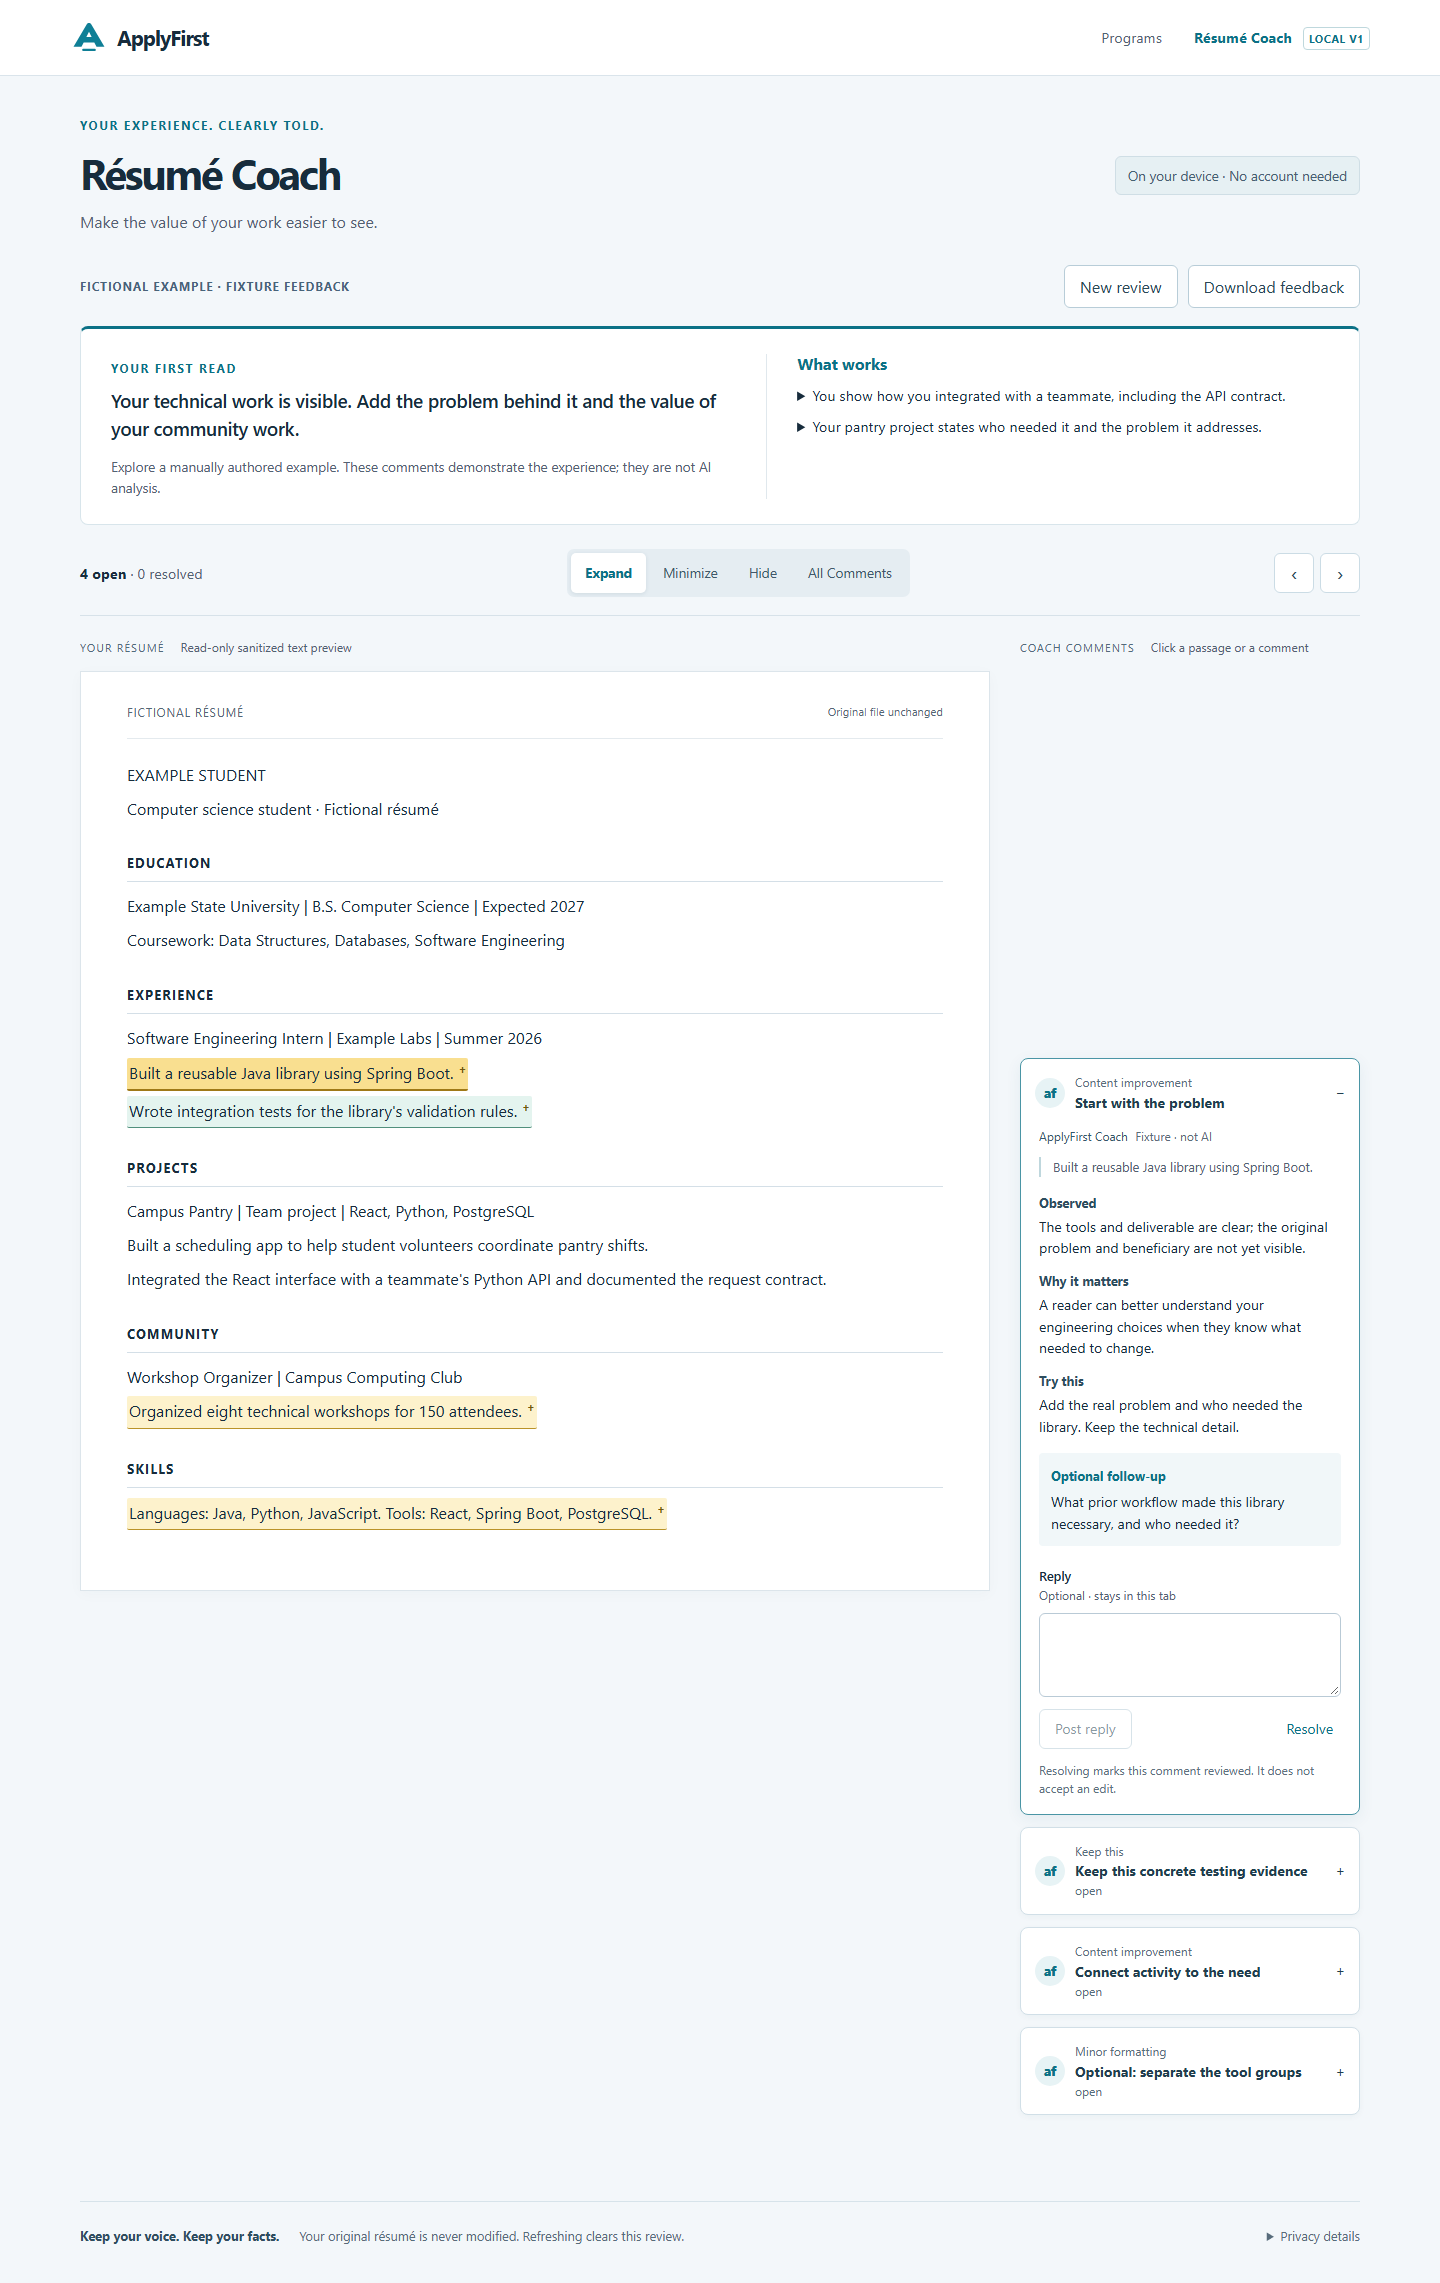 ApplyFirst
Programs
Résumé Coach
LOCAL V1
YOUR EXPERIENCE. CLEARLY TOLD.
Résumé Coach
On your device · No account needed
Make the value of your work easier to see.
FICTIONAL EXAMPLE · FIXTURE FEEDBACK
New review
Download feedback
YOUR FIRST READ
Your technical work is visible. Add the problem behind it and the value of
your community work.
Explore a manually authored example. These comments demonstrate the experience; they are not AI
analysis.
What works
▶ You show how you integrated with a teammate, including the API contract.
▶ Your pantry project states who needed it and the problem it addresses.
4 open · 0 resolved
Expand
Minimize
Hide
All Comments
‹
›
YOUR RÉSUMÉ
Read-only sanitized text preview
FICTIONAL RÉSUMÉ
Original file unchanged
EXAMPLE STUDENT
Computer science student · Fictional résumé
EDUCATION
Example State University | B.S. Computer Science | Expected 2027
Coursework: Data Structures, Databases, Software Engineering
EXPERIENCE
Software Engineering Intern | Example Labs | Summer 2026
Built a reusable Java library using Spring Boot. +
Wrote integration tests for the library's validation rules. +
PROJECTS
Campus Pantry | Team project | React, Python, PostgreSQL
Built a scheduling app to help student volunteers coordinate pantry shifts.
Integrated the React interface with a teammate's Python API and documented the request contract.
COMMUNITY
Workshop Organizer | Campus Computing Club
Organized eight technical workshops for 150 attendees. +
SKILLS
Languages: Java, Python, JavaScript. Tools: React, Spring Boot, PostgreSQL. +
COACH COMMENTS
Click a passage or a comment
af
Content improvement
Start with the problem
−
ApplyFirst Coach Fixture · not AI
Built a reusable Java library using Spring Boot.
Observed
The tools and deliverable are clear; the original
problem and beneficiary are not yet visible.
Why it matters
A reader can better understand your
engineering choices when they know what
needed to change.
Try this
Add the real problem and who needed the
library. Keep the technical detail.
Optional follow-up
What prior workflow made this library
necessary, and who needed it?
Reply
Optional · stays in this tab
Post reply
Resolve
Resolving marks this comment reviewed. It does not
accept an edit.
af
Keep this
Keep this concrete testing evidence
open
+
af
Content improvement
Connect activity to the need
open
+
af
Minor formatting
Optional: separate the tool groups
open
+
Keep your voice. Keep your facts.
Your original résumé is never modified. Refreshing clears this review.
▶ Privacy details